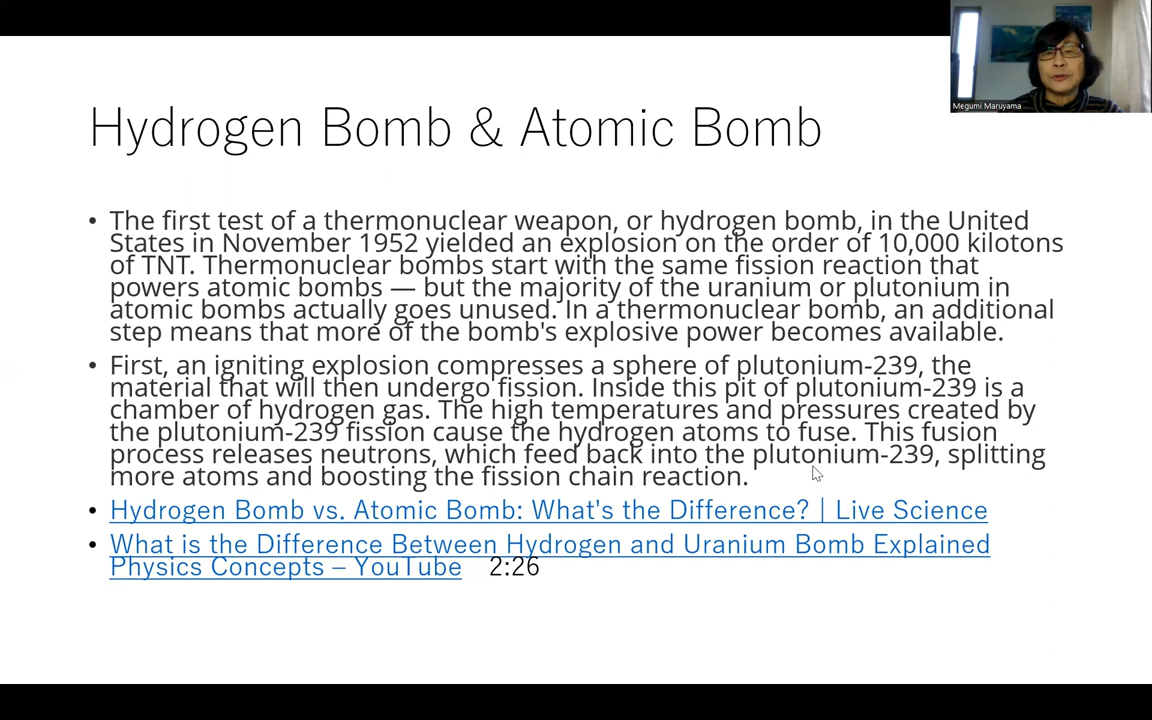 Megumi Maruyama
Hydrogen Bomb & Atomic Bomb
• The first test of a thermonuclear weapon, or hydrogen bomb, in the United
States in November 1952 yielded an explosion on the order of 10,000 kilotons
of TNT. Thermonuclear bombs start with the same fission reaction that
powers atomic bombs — but the majority of the uranium or plutonium in
atomic bombs actually goes unused. In a thermonuclear bomb, an additional
step means that more of the bomb's explosive power becomes available.
• First, an igniting explosion compresses a sphere of plutonium-239, the
material that will then undergo fission. Inside this pit of plutonium-239 is a
chamber of hydrogen gas. The high temperatures and pressures created by
the plutonium-239 fission cause the hydrogen atoms to fuse. This fusion
process releases neutrons, which feed back into the plutonium-239, splitting
more atoms and boosting the fission chain reaction.
• Hydrogen Bomb vs. Atomic Bomb: What's the Difference? | Live Science
• What is the Difference Between Hydrogen and Uranium Bomb Explained
Physics Concepts – YouTube 2:26